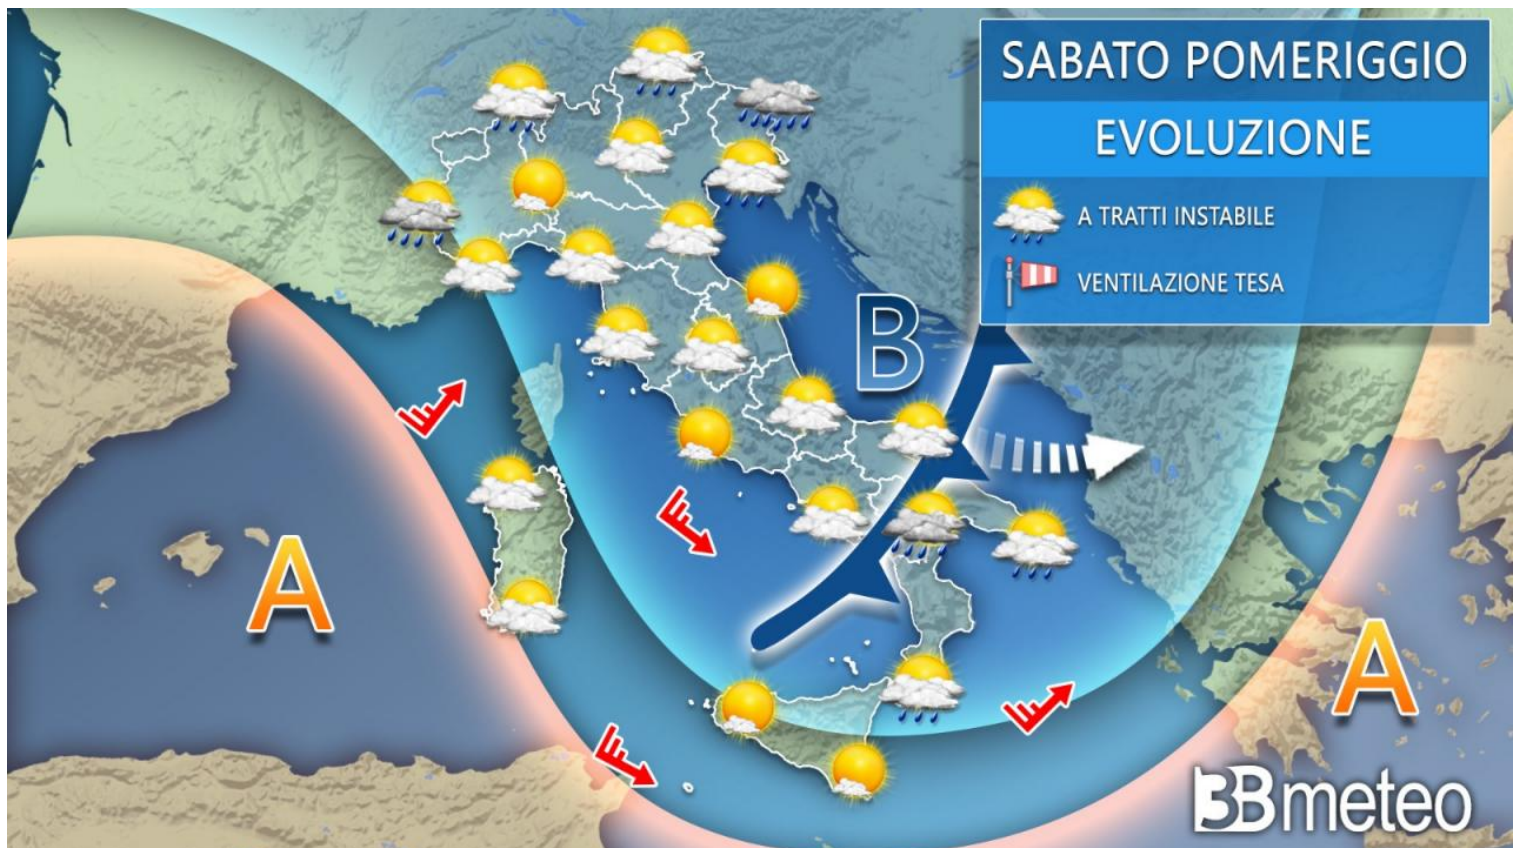 SABATO POMERIGGIO
EVOLUZIONE
A TRATTI INSTABILE
VENTILAZIONE TESA
B
A
A
3Bmeteo